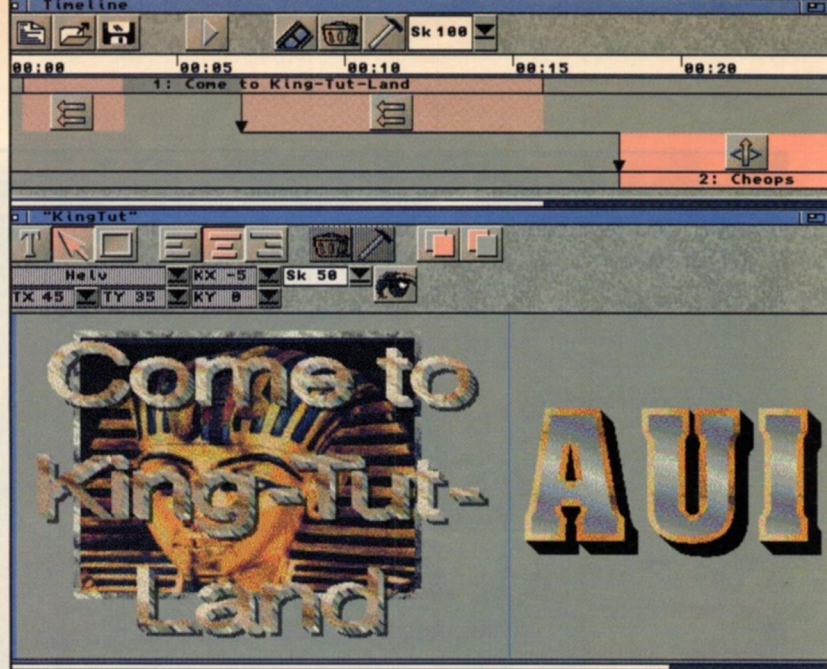 Timeline
Sk 100
00:00 00:05 00:10 00:15 00:20
1: Come to King-Tut-Land
2: Cheops
"KingTut"
T
Helv KX -5 Sk 50
TX 45 TY 35 KY 0
Come to
King-Tut-
Land
AUI